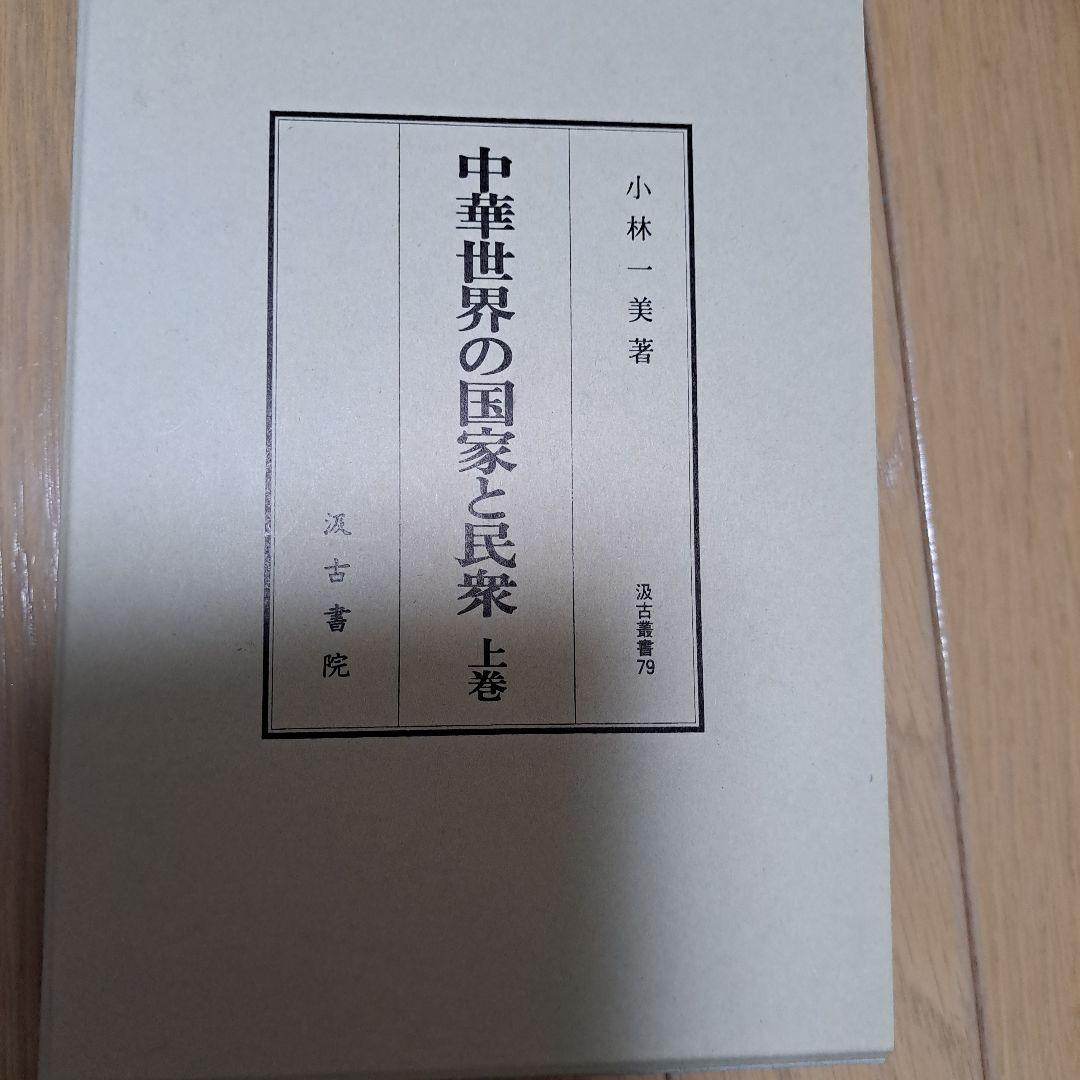 小林一美著
汲古叢書79
中華世界の国家と民衆 上巻
汲古書院